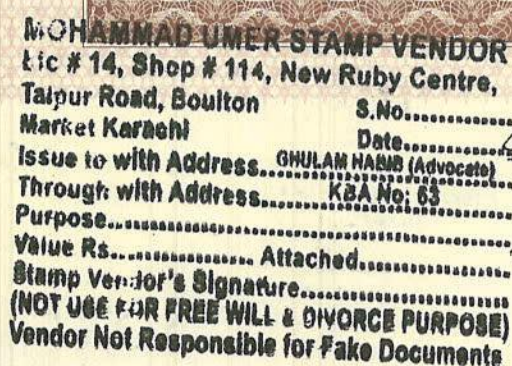 MOHAMMAD UMER STAMP VENDOR
Lic # 14, Shop # 114, New Ruby Centre,
Talpur Road, Boulton S.No............
Market Karachi Date............
Issue to with Address.. GHULAM HABIB (Advocate)
Through with Address.......... KBA No: 63
Purpose............................
Value Rs............... Attached............
Stamp Vendor's Signature................
(NOT USE FOR FREE WILL & DIVORCE PURPOSE)
Vendor Not Responsible for Fake Documents